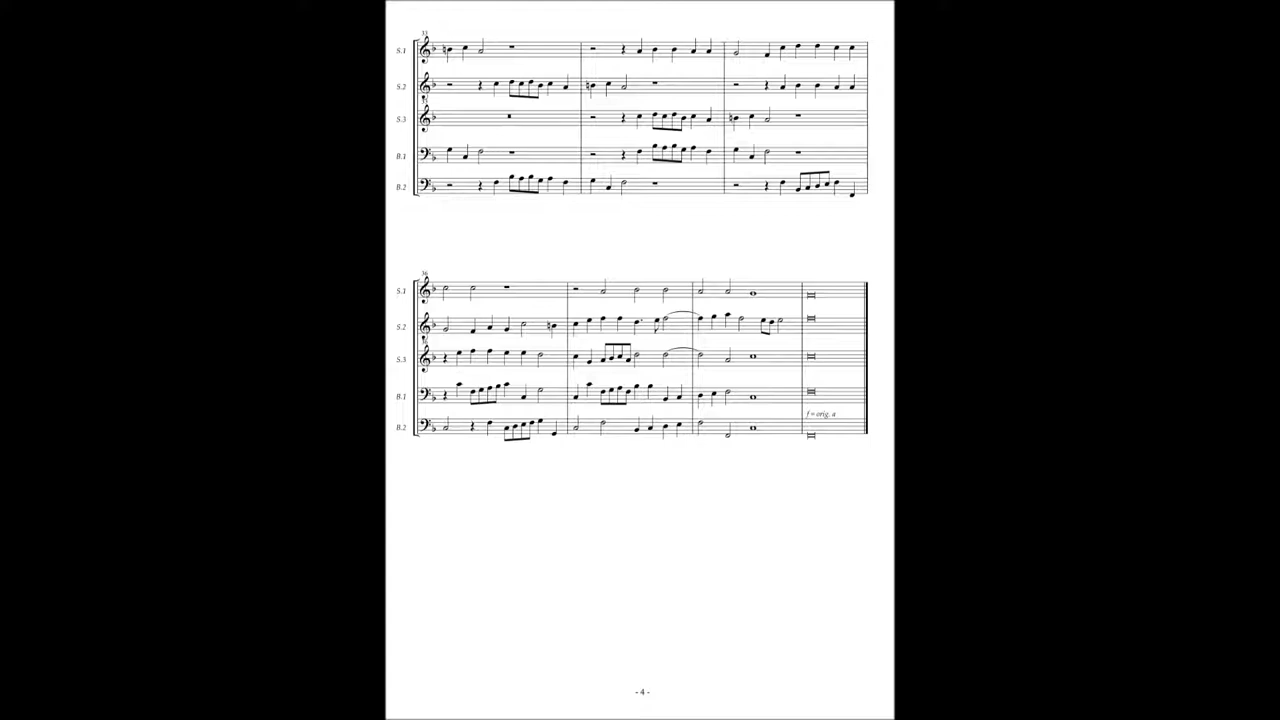 33
S.1
S.2
S.3
B.1
B.2
36
S.1
S.2
S.3
B.1
f = orig. a
B.2
- 4 -